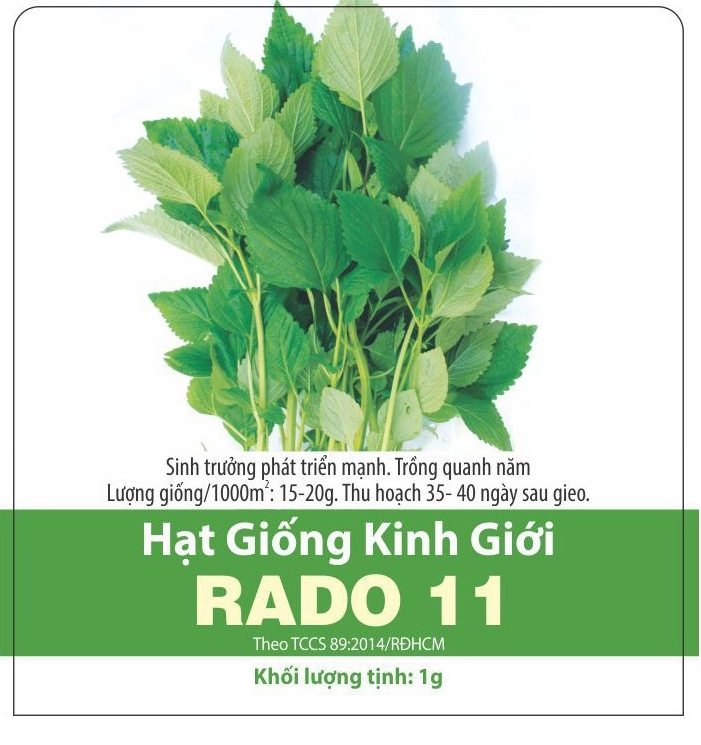 Sinh trưởng phát triển mạnh. Trồng quanh năm
Lượng giống/1000m²: 15-20g. Thu hoạch 35- 40 ngày sau gieo.
Hạt Giống Kinh Giới
RADO 11
Theo TCCS 89:2014/RĐHCM
Khối lượng tịnh: 1g